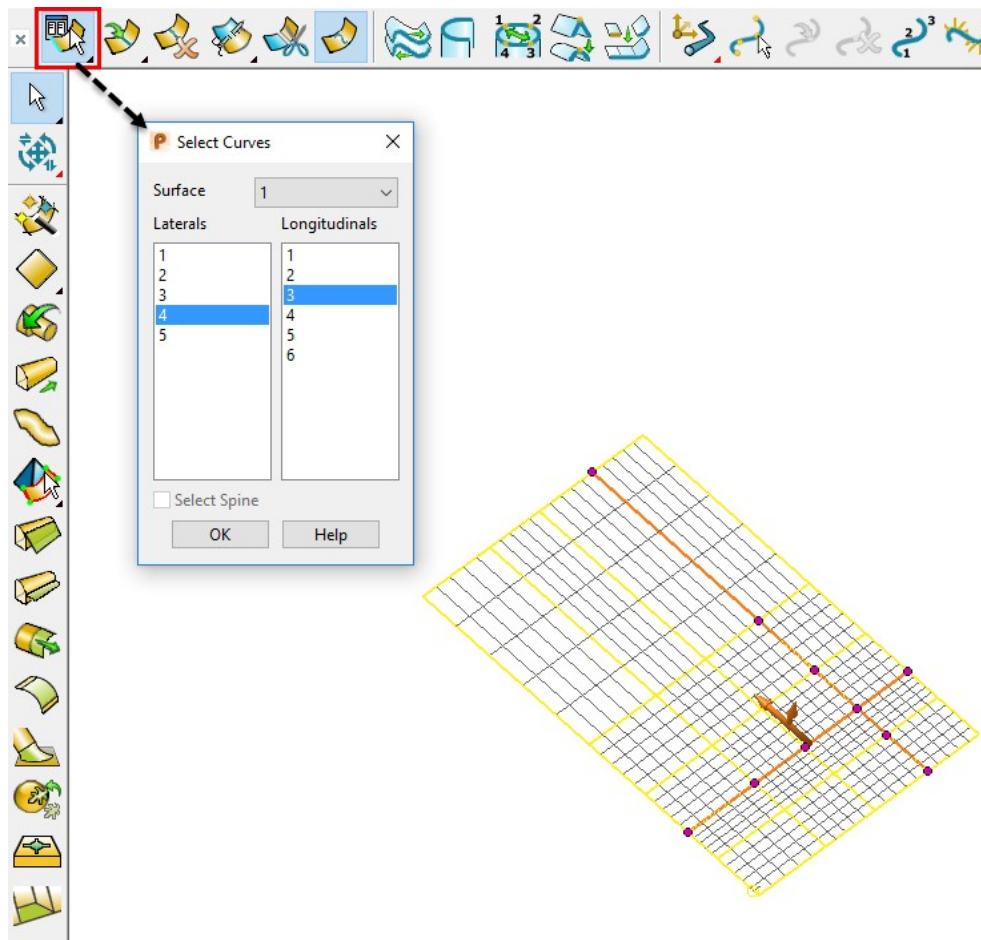 1 2
4 3
3
2
1
P Select Curves
Surface 1
Laterals Longitudinals
1 1
2 2
3 3
4 4
5 5
6
Select Spine
OK Help